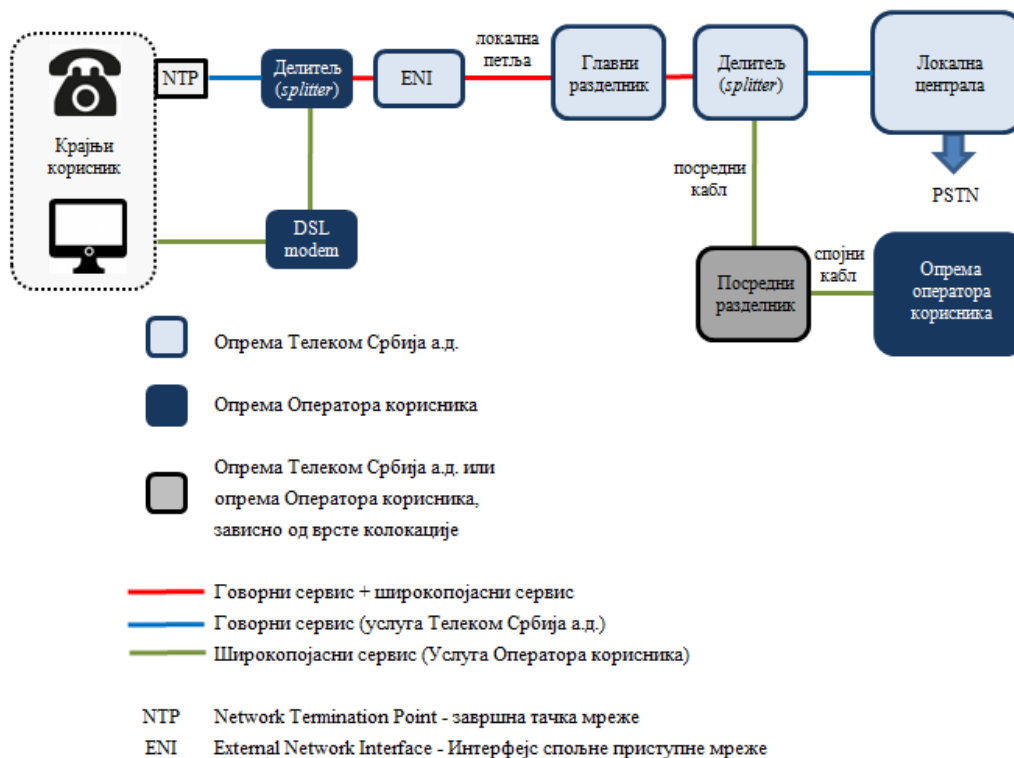 локална
петља
NTP
Делитељ
(splitter)
ENI
Главни
разделник
Делитељ
(splitter)
Локална
централа
Крајњи
корисник
посредни
кабл
PSTN
DSL
modem
спојни
кабл
Посредни
разделник
Опрема
оператора
корисника
Опрема Телеком Србија а.д.
Опрема Оператора корисника
Опрема Телеком Србија а.д. или
опрема Оператора корисника,
зависно од врсте колокације
Говорни сервис + широкопојасни сервис
Говорни сервис (услуга Телеком Србија а.д.)
Широкопојасни сервис (Услуга Оператора корисника)
NTP Network Termination Point - завршна тачка мреже
ENI External Network Interface - Интерфејс спољне приступне мреже